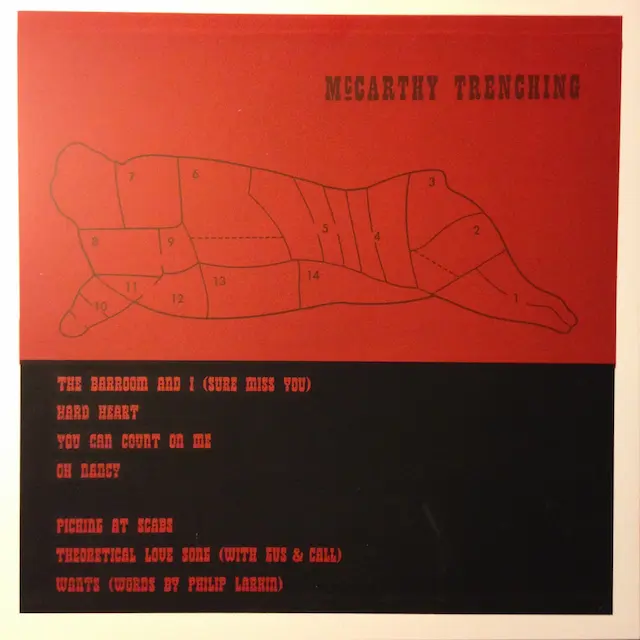 McCARTHY TRENCHING
7
6
3
2
5
4
8
9
11
13
14
10
12
1
THE BARROOM AND I (SURE MISS YOU)
HARD HEART
YOU CAN COUNT ON ME
OH NANCY
PICKING AT SCABS
THEORETICAL LOVE SONG (WITH GUS & CALL)
WANTS (WORDS BY PHILIP LARKIN)